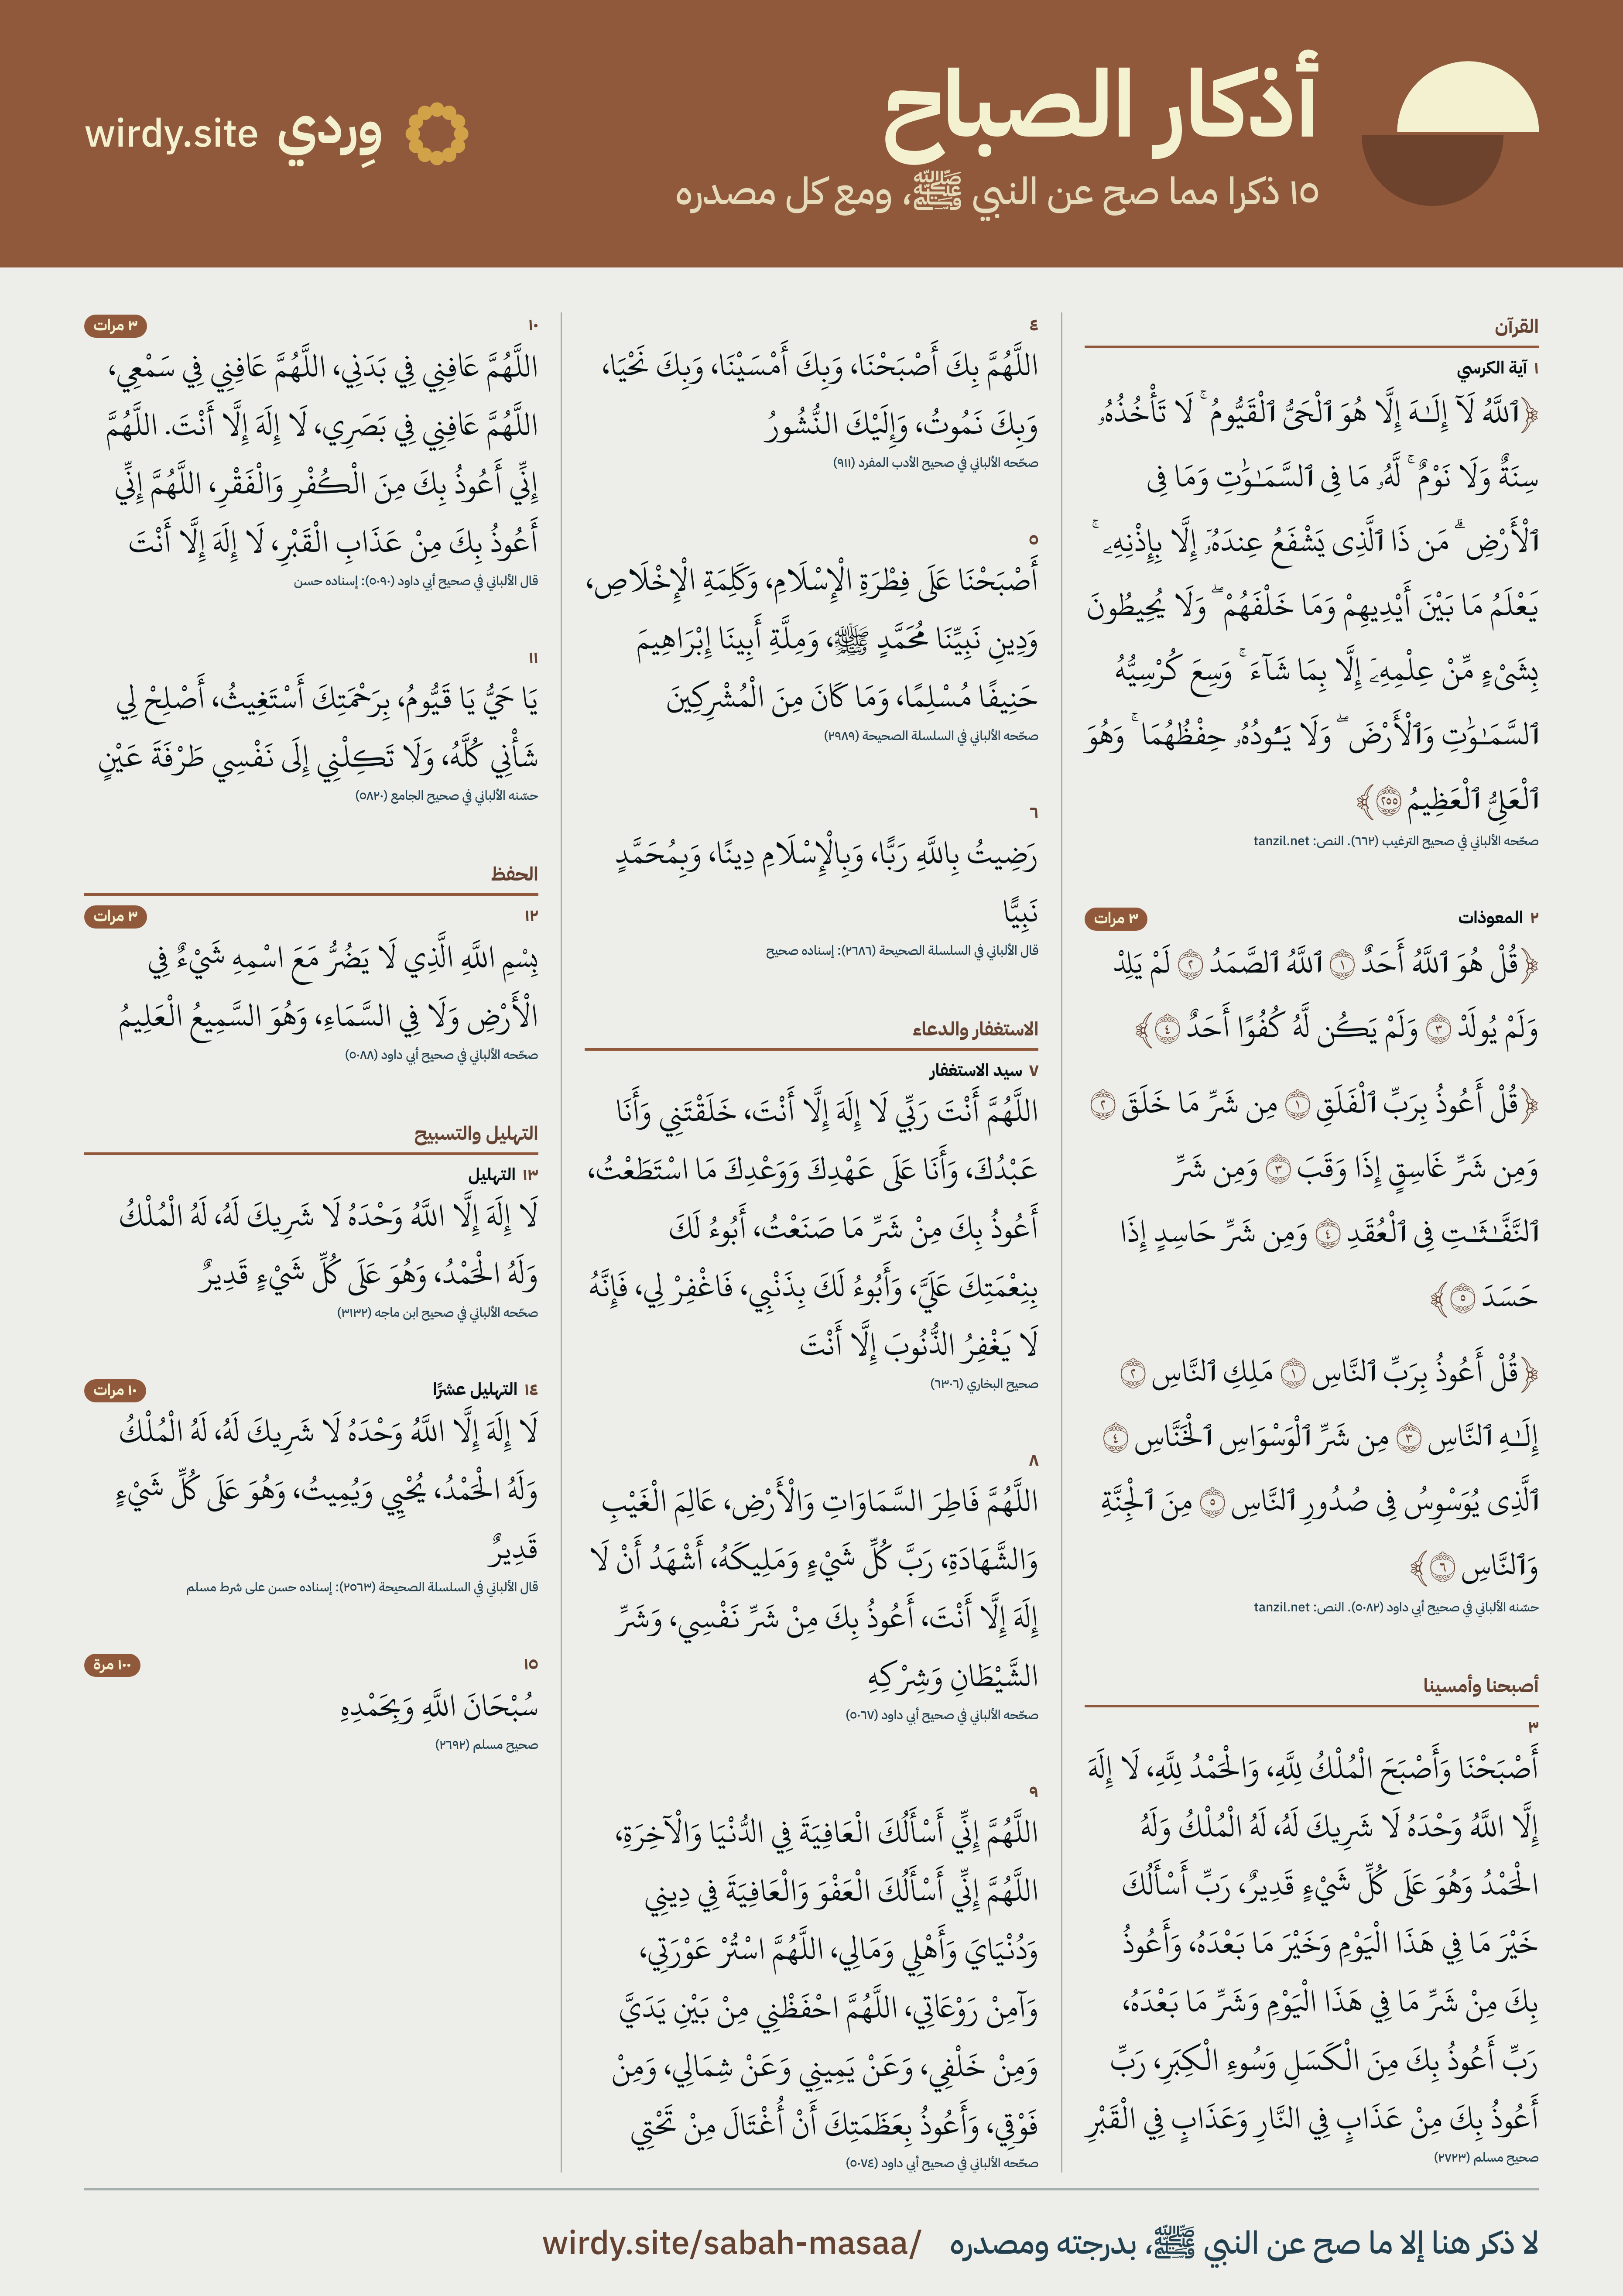 أذكار الصباح
١٥ ذكرا مما صح عن النبي ﷺ، ومع كل مصدره
وِردي wirdy.site
القرآن
١ آية الكرسي
﴿ٱللَّهُ لَآ إِلَـٰهَ إِلَّا هُوَ ٱلْحَىُّ ٱلْقَيُّومُ ۚ لَا تَأْخُذُهُۥ
سِنَةٌ وَلَا نَوْمٌ ۚ لَّهُۥ مَا فِى ٱلسَّمَـٰوَٰتِ وَمَا فِى
ٱلْأَرْضِ ۗ مَن ذَا ٱلَّذِى يَشْفَعُ عِندَهُۥٓ إِلَّا بِإِذْنِهِۦ ۚ
يَعْلَمُ مَا بَيْنَ أَيْدِيهِمْ وَمَا خَلْفَهُمْ ۖ وَلَا يُحِيطُونَ
بِشَىْءٍ مِّنْ عِلْمِهِۦٓ إِلَّا بِمَا شَآءَ ۚ وَسِعَ كُرْسِيُّهُ
ٱلسَّمَـٰوَٰتِ وَٱلْأَرْضَ ۖ وَلَا يَـُٔودُهُۥ حِفْظُهُمَا ۚ وَهُوَ
ٱلْعَلِىُّ ٱلْعَظِيمُ ٢٥٥﴾
صحّحه الألباني في صحيح الترغيب (٦٦٢). النص: tanzil.net
٢ المعوذات
٣ مرات
﴿قُلْ هُوَ ٱللَّهُ أَحَدٌ ١ ٱللَّهُ ٱلصَّمَدُ ٢ لَمْ يَلِدْ
وَلَمْ يُولَدْ ٣ وَلَمْ يَكُن لَّهُ كُفُوًا أَحَدٌ ٤﴾
﴿قُلْ أَعُوذُ بِرَبِّ ٱلْفَلَقِ ١ مِن شَرِّ مَا خَلَقَ ٢
وَمِن شَرِّ غَاسِقٍ إِذَا وَقَبَ ٣ وَمِن شَرِّ
ٱلنَّفَّـٰثَـٰتِ فِى ٱلْعُقَدِ ٤ وَمِن شَرِّ حَاسِدٍ إِذَا
حَسَدَ ٥﴾
﴿قُلْ أَعُوذُ بِرَبِّ ٱلنَّاسِ ١ مَلِكِ ٱلنَّاسِ ٢
إِلَـٰهِ ٱلنَّاسِ ٣ مِن شَرِّ ٱلْوَسْوَاسِ ٱلْخَنَّاسِ ٤
ٱلَّذِى يُوَسْوِسُ فِى صُدُورِ ٱلنَّاسِ ٥ مِنَ ٱلْجِنَّةِ
وَٱلنَّاسِ ٦﴾
حسّنه الألباني في صحيح أبي داود (٥٠٨٢). النص: tanzil.net
أصبحنا وأمسينا
٣
أَصْبَحْنَا وَأَصْبَحَ الْمُلْكُ لِلَّهِ، وَالْحَمْدُ لِلَّهِ، لَا إِلَهَ
إِلَّا اللَّهُ وَحْدَهُ لَا شَرِيكَ لَهُ، لَهُ الْمُلْكُ وَلَهُ
الْحَمْدُ وَهُوَ عَلَى كُلِّ شَيْءٍ قَدِيرٌ، رَبِّ أَسْأَلُكَ
خَيْرَ مَا فِي هَذَا الْيَوْمِ وَخَيْرَ مَا بَعْدَهُ، وَأَعُوذُ
بِكَ مِنْ شَرِّ مَا فِي هَذَا الْيَوْمِ وَشَرِّ مَا بَعْدَهُ،
رَبِّ أَعُوذُ بِكَ مِنَ الْكَسَلِ وَسُوءِ الْكِبَرِ، رَبِّ
أَعُوذُ بِكَ مِنْ عَذَابٍ فِي النَّارِ وَعَذَابٍ فِي الْقَبْرِ
صحيح مسلم (٢٧٢٣)
٤
اللَّهُمَّ بِكَ أَصْبَحْنَا، وَبِكَ أَمْسَيْنَا، وَبِكَ نَحْيَا،
وَبِكَ نَمُوتُ، وَإِلَيْكَ النُّشُورُ
صحّحه الألباني في صحيح الأدب المفرد (٩١١)
٥
أَصْبَحْنَا عَلَى فِطْرَةِ الْإِسْلَامِ، وَكَلِمَةِ الْإِخْلَاصِ،
وَدِينِ نَبِيِّنَا مُحَمَّدٍ ﷺ، وَمِلَّةِ أَبِينَا إِبْرَاهِيمَ
حَنِيفًا مُسْلِمًا، وَمَا كَانَ مِنَ الْمُشْرِكِينَ
صحّحه الألباني في السلسلة الصحيحة (٢٩٨٩)
٦
رَضِيتُ بِاللَّهِ رَبًّا، وَبِالْإِسْلَامِ دِينًا، وَبِمُحَمَّدٍ
نَبِيًّا
قال الألباني في السلسلة الصحيحة (٢٦٨٦): إسناده صحيح
الاستغفار والدعاء
٧ سيد الاستغفار
اللَّهُمَّ أَنْتَ رَبِّي لَا إِلَهَ إِلَّا أَنْتَ، خَلَقْتَنِي وَأَنَا
عَبْدُكَ، وَأَنَا عَلَى عَهْدِكَ وَوَعْدِكَ مَا اسْتَطَعْتُ،
أَعُوذُ بِكَ مِنْ شَرِّ مَا صَنَعْتُ، أَبُوءُ لَكَ
بِنِعْمَتِكَ عَلَيَّ، وَأَبُوءُ لَكَ بِذَنْبِي، فَاغْفِرْ لِي، فَإِنَّهُ
لَا يَغْفِرُ الذُّنُوبَ إِلَّا أَنْتَ
صحيح البخاري (٦٣٠٦)
٨
اللَّهُمَّ فَاطِرَ السَّمَاوَاتِ وَالْأَرْضِ، عَالِمَ الْغَيْبِ
وَالشَّهَادَةِ، رَبَّ كُلِّ شَيْءٍ وَمَلِيكَهُ، أَشْهَدُ أَنْ لَا
إِلَهَ إِلَّا أَنْتَ، أَعُوذُ بِكَ مِنْ شَرِّ نَفْسِي، وَشَرِّ
الشَّيْطَانِ وَشِرْكِهِ
صحّحه الألباني في صحيح أبي داود (٥٠٦٧)
٩
اللَّهُمَّ إِنِّي أَسْأَلُكَ الْعَافِيَةَ فِي الدُّنْيَا وَالْآخِرَةِ،
اللَّهُمَّ إِنِّي أَسْأَلُكَ الْعَفْوَ وَالْعَافِيَةَ فِي دِينِي
وَدُنْيَايَ وَأَهْلِي وَمَالِي، اللَّهُمَّ اسْتُرْ عَوْرَتِي،
وَآمِنْ رَوْعَاتِي، اللَّهُمَّ احْفَظْنِي مِنْ بَيْنِ يَدَيَّ
وَمِنْ خَلْفِي، وَعَنْ يَمِينِي وَعَنْ شِمَالِي، وَمِنْ
فَوْقِي، وَأَعُوذُ بِعَظَمَتِكَ أَنْ أُغْتَالَ مِنْ تَحْتِي
صحّحه الألباني في صحيح أبي داود (٥٠٧٤)
١٠
٣ مرات
اللَّهُمَّ عَافِنِي فِي بَدَنِي، اللَّهُمَّ عَافِنِي فِي سَمْعِي،
اللَّهُمَّ عَافِنِي فِي بَصَرِي، لَا إِلَهَ إِلَّا أَنْتَ. اللَّهُمَّ
إِنِّي أَعُوذُ بِكَ مِنَ الْكُفْرِ وَالْفَقْرِ، اللَّهُمَّ إِنِّي
أَعُوذُ بِكَ مِنْ عَذَابِ الْقَبْرِ، لَا إِلَهَ إِلَّا أَنْتَ
قال الألباني في صحيح أبي داود (٥٠٩٠): إسناده حسن
١١
يَا حَيُّ يَا قَيُّومُ، بِرَحْمَتِكَ أَسْتَغِيثُ، أَصْلِحْ لِي
شَأْنِي كُلَّهُ، وَلَا تَكِلْنِي إِلَى نَفْسِي طَرْفَةَ عَيْنٍ
حسّنه الألباني في صحيح الجامع (٥٨٢٠)
الحفظ
١٢
٣ مرات
بِسْمِ اللَّهِ الَّذِي لَا يَضُرُّ مَعَ اسْمِهِ شَيْءٌ فِي
الْأَرْضِ وَلَا فِي السَّمَاءِ، وَهُوَ السَّمِيعُ الْعَلِيمُ
صحّحه الألباني في صحيح أبي داود (٥٠٨٨)
التهليل والتسبيح
١٣ التهليل
لَا إِلَهَ إِلَّا اللَّهُ وَحْدَهُ لَا شَرِيكَ لَهُ، لَهُ الْمُلْكُ
وَلَهُ الْحَمْدُ، وَهُوَ عَلَى كُلِّ شَيْءٍ قَدِيرٌ
صحّحه الألباني في صحيح ابن ماجه (٣١٣٢)
١٤ التهليل عشرًا
١٠ مرات
لَا إِلَهَ إِلَّا اللَّهُ وَحْدَهُ لَا شَرِيكَ لَهُ، لَهُ الْمُلْكُ
وَلَهُ الْحَمْدُ، يُحْيِي وَيُمِيتُ، وَهُوَ عَلَى كُلِّ شَيْءٍ
قَدِيرٌ
قال الألباني في السلسلة الصحيحة (٢٥٦٣): إسناده حسن على شرط مسلم
١٥
١٠٠ مرة
سُبْحَانَ اللَّهِ وَبِحَمْدِهِ
صحيح مسلم (٢٦٩٢)
لا ذكر هنا إلا ما صح عن النبي ﷺ، بدرجته ومصدره wirdy.site/sabah-masaa/